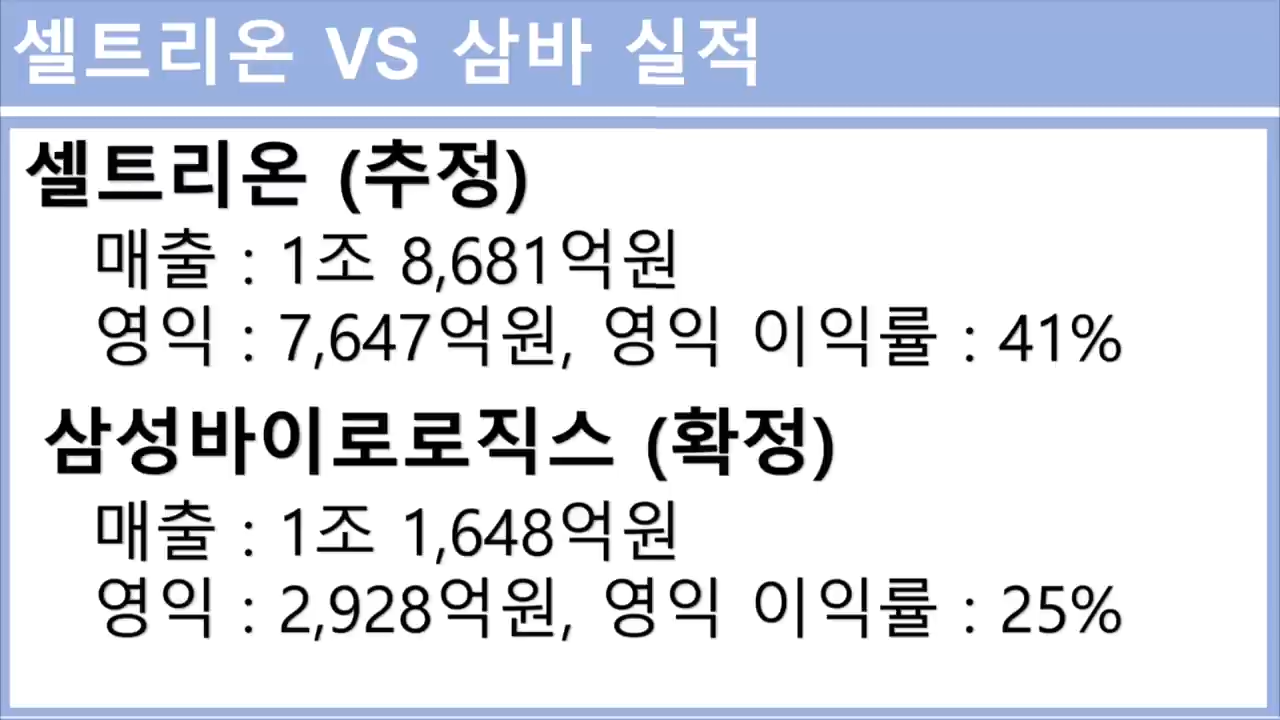 셀트리온 VS 삼바 실적
셀트리온 (추정)
매출 : 1조 8,681억원
영익 : 7,647억원, 영익 이익률 : 41%
삼성바이로로직스 (확정)
매출 : 1조 1,648억원
영익 : 2,928억원, 영익 이익률 : 25%